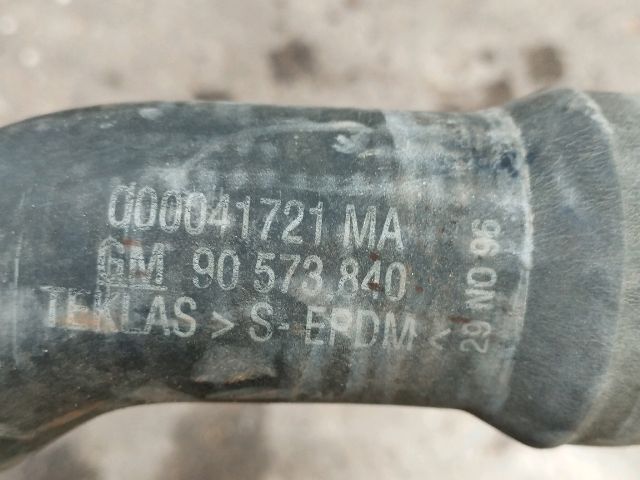 000041721 MA
GM 90 573 840
TEKLAS > S- EPDM <
29 NO 96